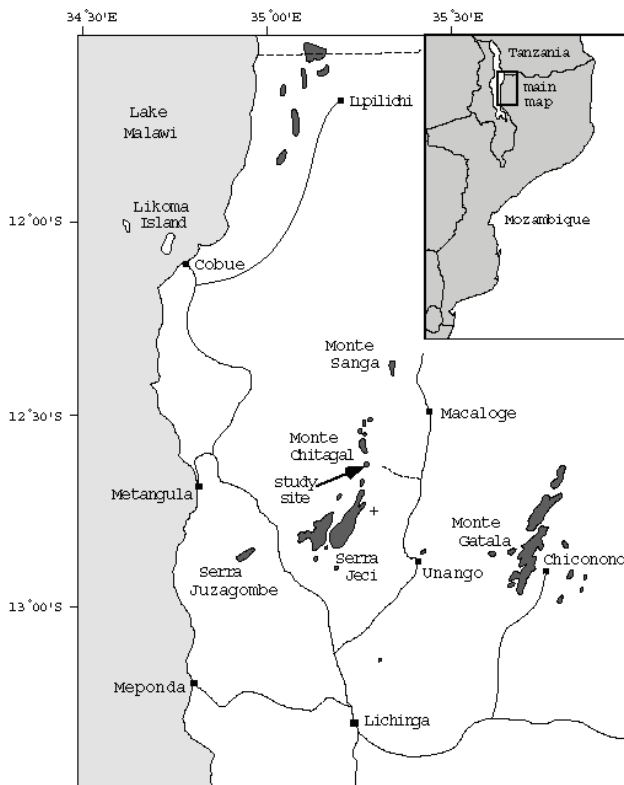 34°30'E
35°00'E
35°30'E
Tanzania
main
map
Mozambique
Lake
Malawi
Lupilichi
Likoma
Island
12°00'S
Cobue
Monte
Sanga
12°30'S
Macaloge
Monte
Chitagal
study
site
Metangula
Monte
Gatala
Chiconono
Serra
Jeci
Unango
Serra
Juzagombe
13°00'S
Meponda
Lichinga